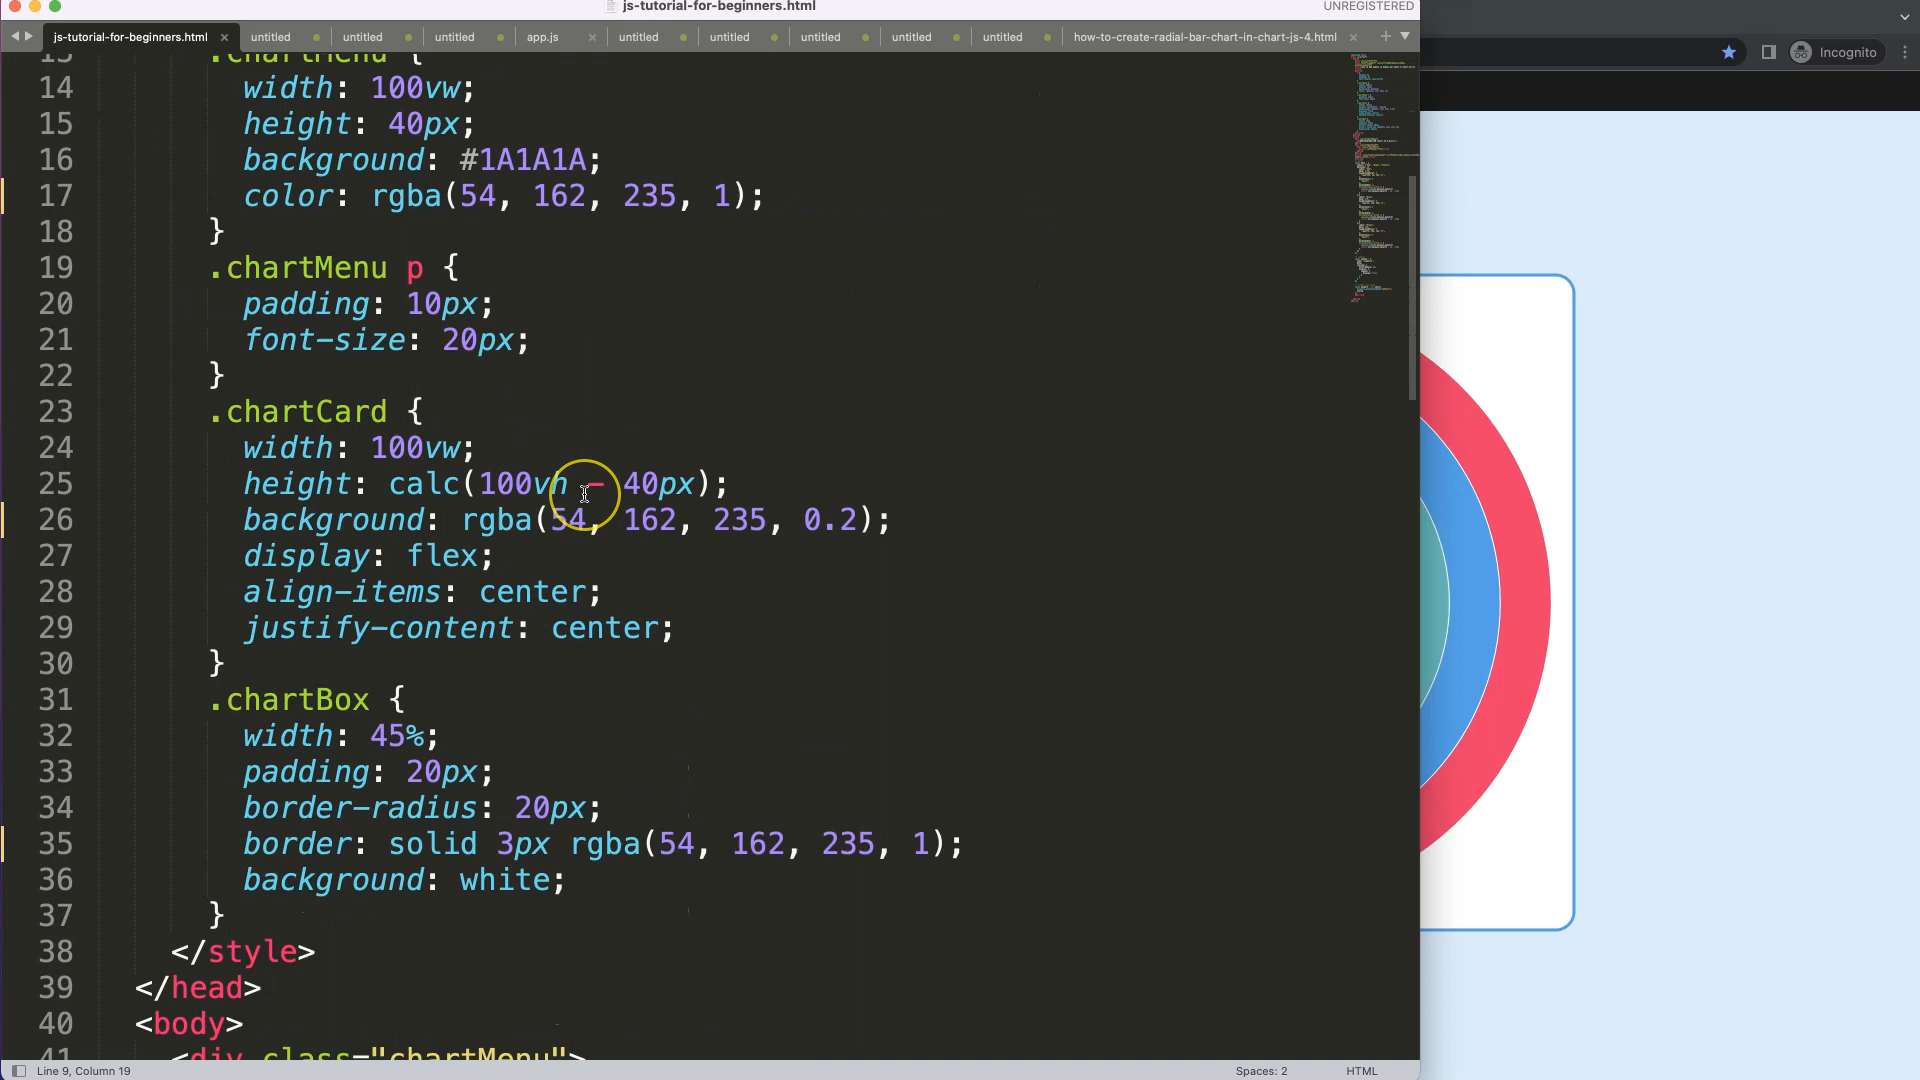 js-tutorial-for-beginners.html
UNREGISTERED
js-tutorial-for-beginners.html × untitled untitled untitled app.js × untitled untitled untitled untitled untitled how-to-create-radial-bar-chart-in-chart-js-4.html × +
Incognito
13 .chartMenu {
14 width: 100vw;
15 height: 40px;
16 background: #1A1A1A;
17 color: rgba(54, 162, 235, 1);
18 }
19 .chartMenu p {
20 padding: 10px;
21 font-size: 20px;
22 }
23 .chartCard {
24 width: 100vw;
25 height: calc(100vh - 40px);
26 background: rgba(54, 162, 235, 0.2);
27 display: flex;
28 align-items: center;
29 justify-content: center;
30 }
31 .chartBox {
32 width: 45%;
33 padding: 20px;
34 border-radius: 20px;
35 border: solid 3px rgba(54, 162, 235, 1);
36 background: white;
37 }
38 </style>
39 </head>
40 <body>
41 <div class="chartMenu">
Line 9, Column 19
Spaces: 2
HTML